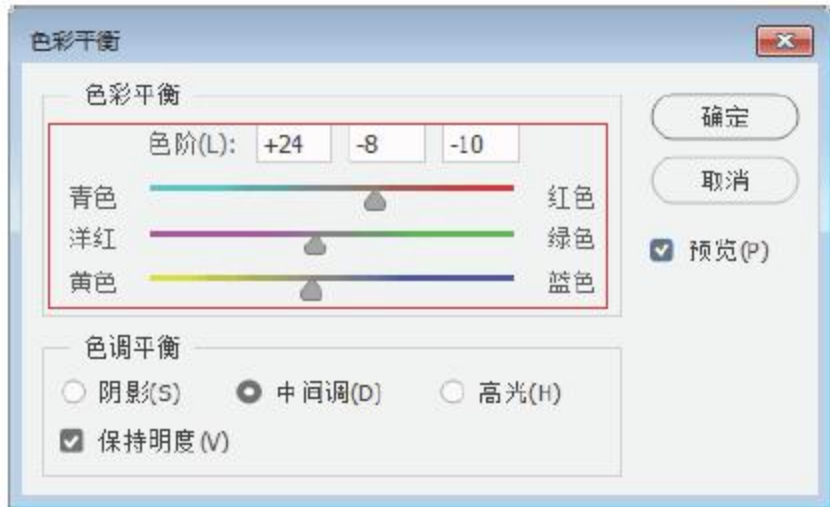 色彩平衡
色彩平衡
色阶(L): +24 -8 -10
青色 红色
洋红 绿色
黄色 蓝色
确定
取消
预览(P)
色调平衡
阴影(S) 中间调(D) 高光(H)
保持明度(V)